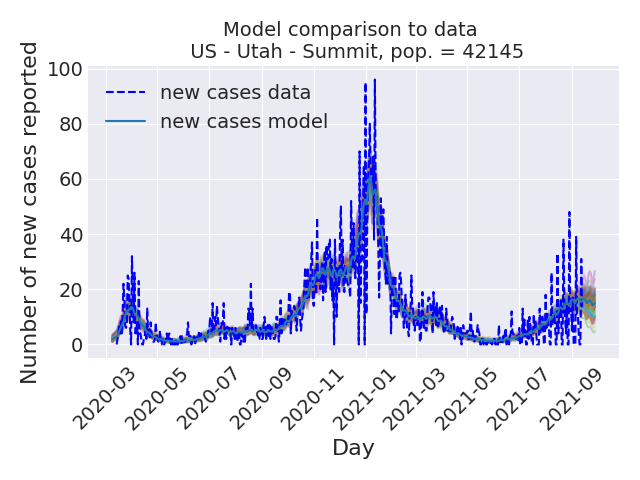 Model comparison to data
US - Utah - Summit, pop. = 42145
Number of new cases reported
100
80
60
40
20
0
new cases data
new cases model
2020-03
2020-05
2020-07
2020-09
2020-11
2021-01
2021-03
2021-05
2021-07
2021-09
Day